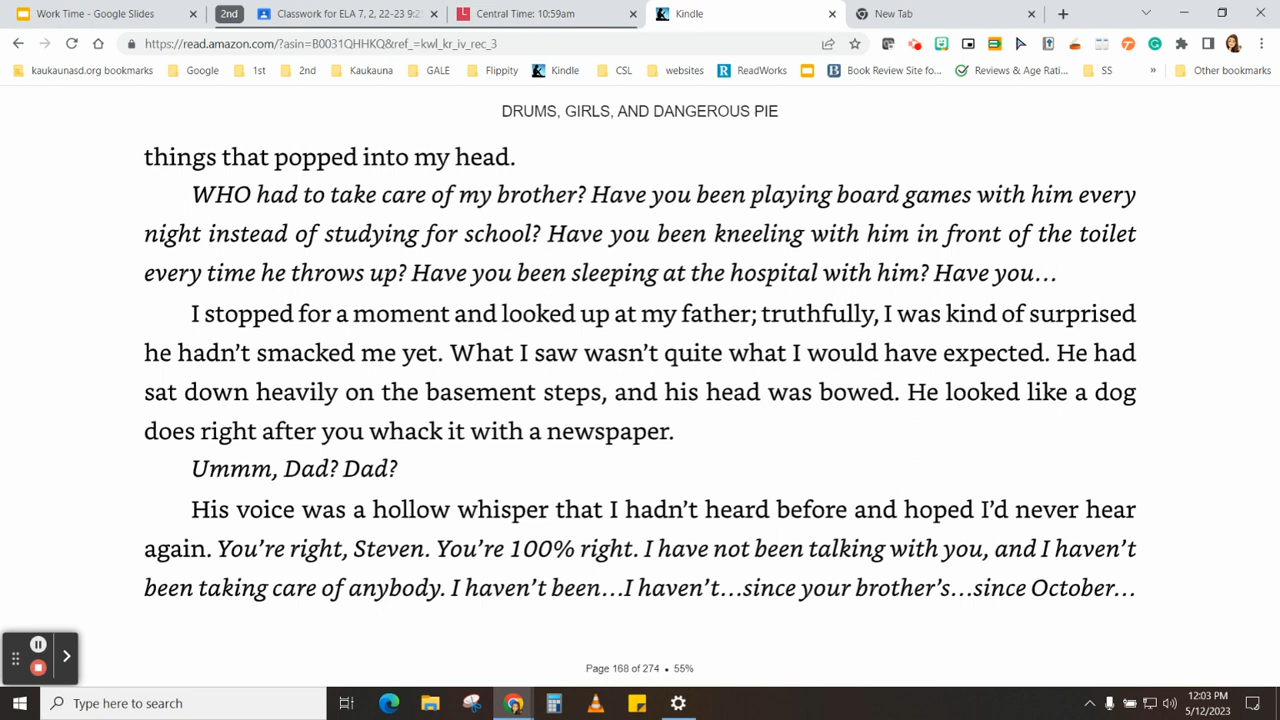 Work Time - Google Slides
2nd
Classwork for ELA 7, 2, 22-23 9:2
Central Time: 10:59am
Kindle
New Tab
https://read.amazon.com/?asin=B0031QHHKQ&ref_=kwl_kr_iv_rec_3
kaukaunasd.org bookmarks
Google
1st
2nd
Kaukauna
GALE
Flippity
Kindle
CSL
websites
ReadWorks
Book Review Site fo...
Reviews & Age Rati...
SS
»
Other bookmarks
DRUMS, GIRLS, AND DANGEROUS PIE
things that popped into my head.
WHO had to take care of my brother? Have you been playing board games with him every
night instead of studying for school? Have you been kneeling with him in front of the toilet
every time he throws up? Have you been sleeping at the hospital with him? Have you…
I stopped for a moment and looked up at my father; truthfully, I was kind of surprised
he hadn’t smacked me yet. What I saw wasn’t quite what I would have expected. He had
sat down heavily on the basement steps, and his head was bowed. He looked like a dog
does right after you whack it with a newspaper.
Ummm, Dad? Dad?
His voice was a hollow whisper that I hadn’t heard before and hoped I’d never hear
again. You’re right, Steven. You’re 100% right. I have not been talking with you, and I haven’t
been taking care of anybody. I haven’t been…I haven’t…since your brother’s…since October…
Page 168 of 274 • 55%
Type here to search
12:03 PM
5/12/2023